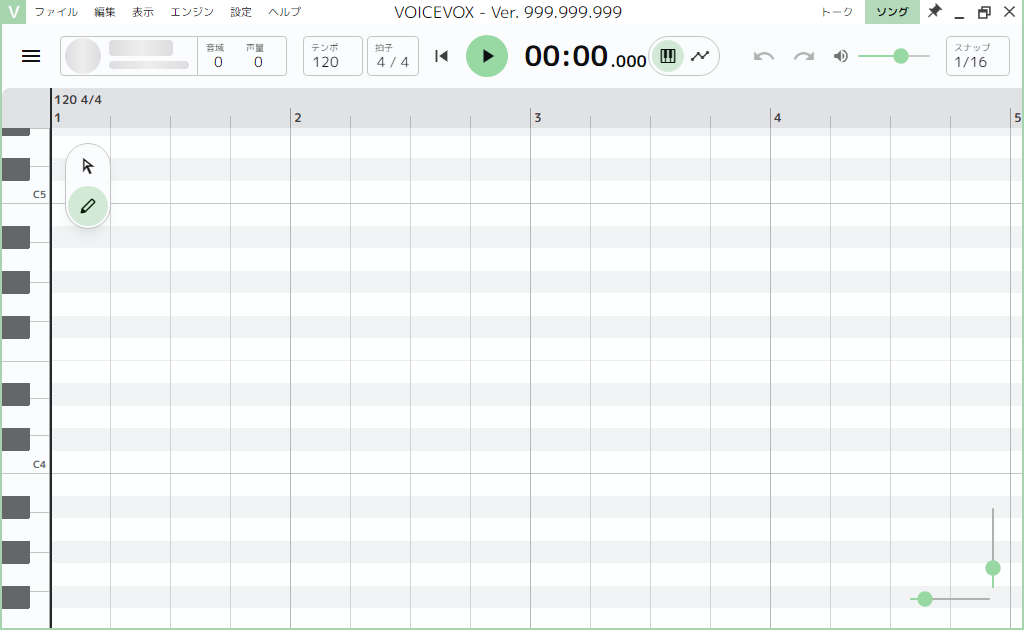 V ファイル 編集 表示 エンジン 設定 ヘルプ VOICEVOX - Ver. 999.999.999 トーク ソング
音域 声量 テンポ 拍子 スナップ
0 0 120 4 / 4 00:00.000 1/16
120 4/4
1 2 3 4 5
C5
C4